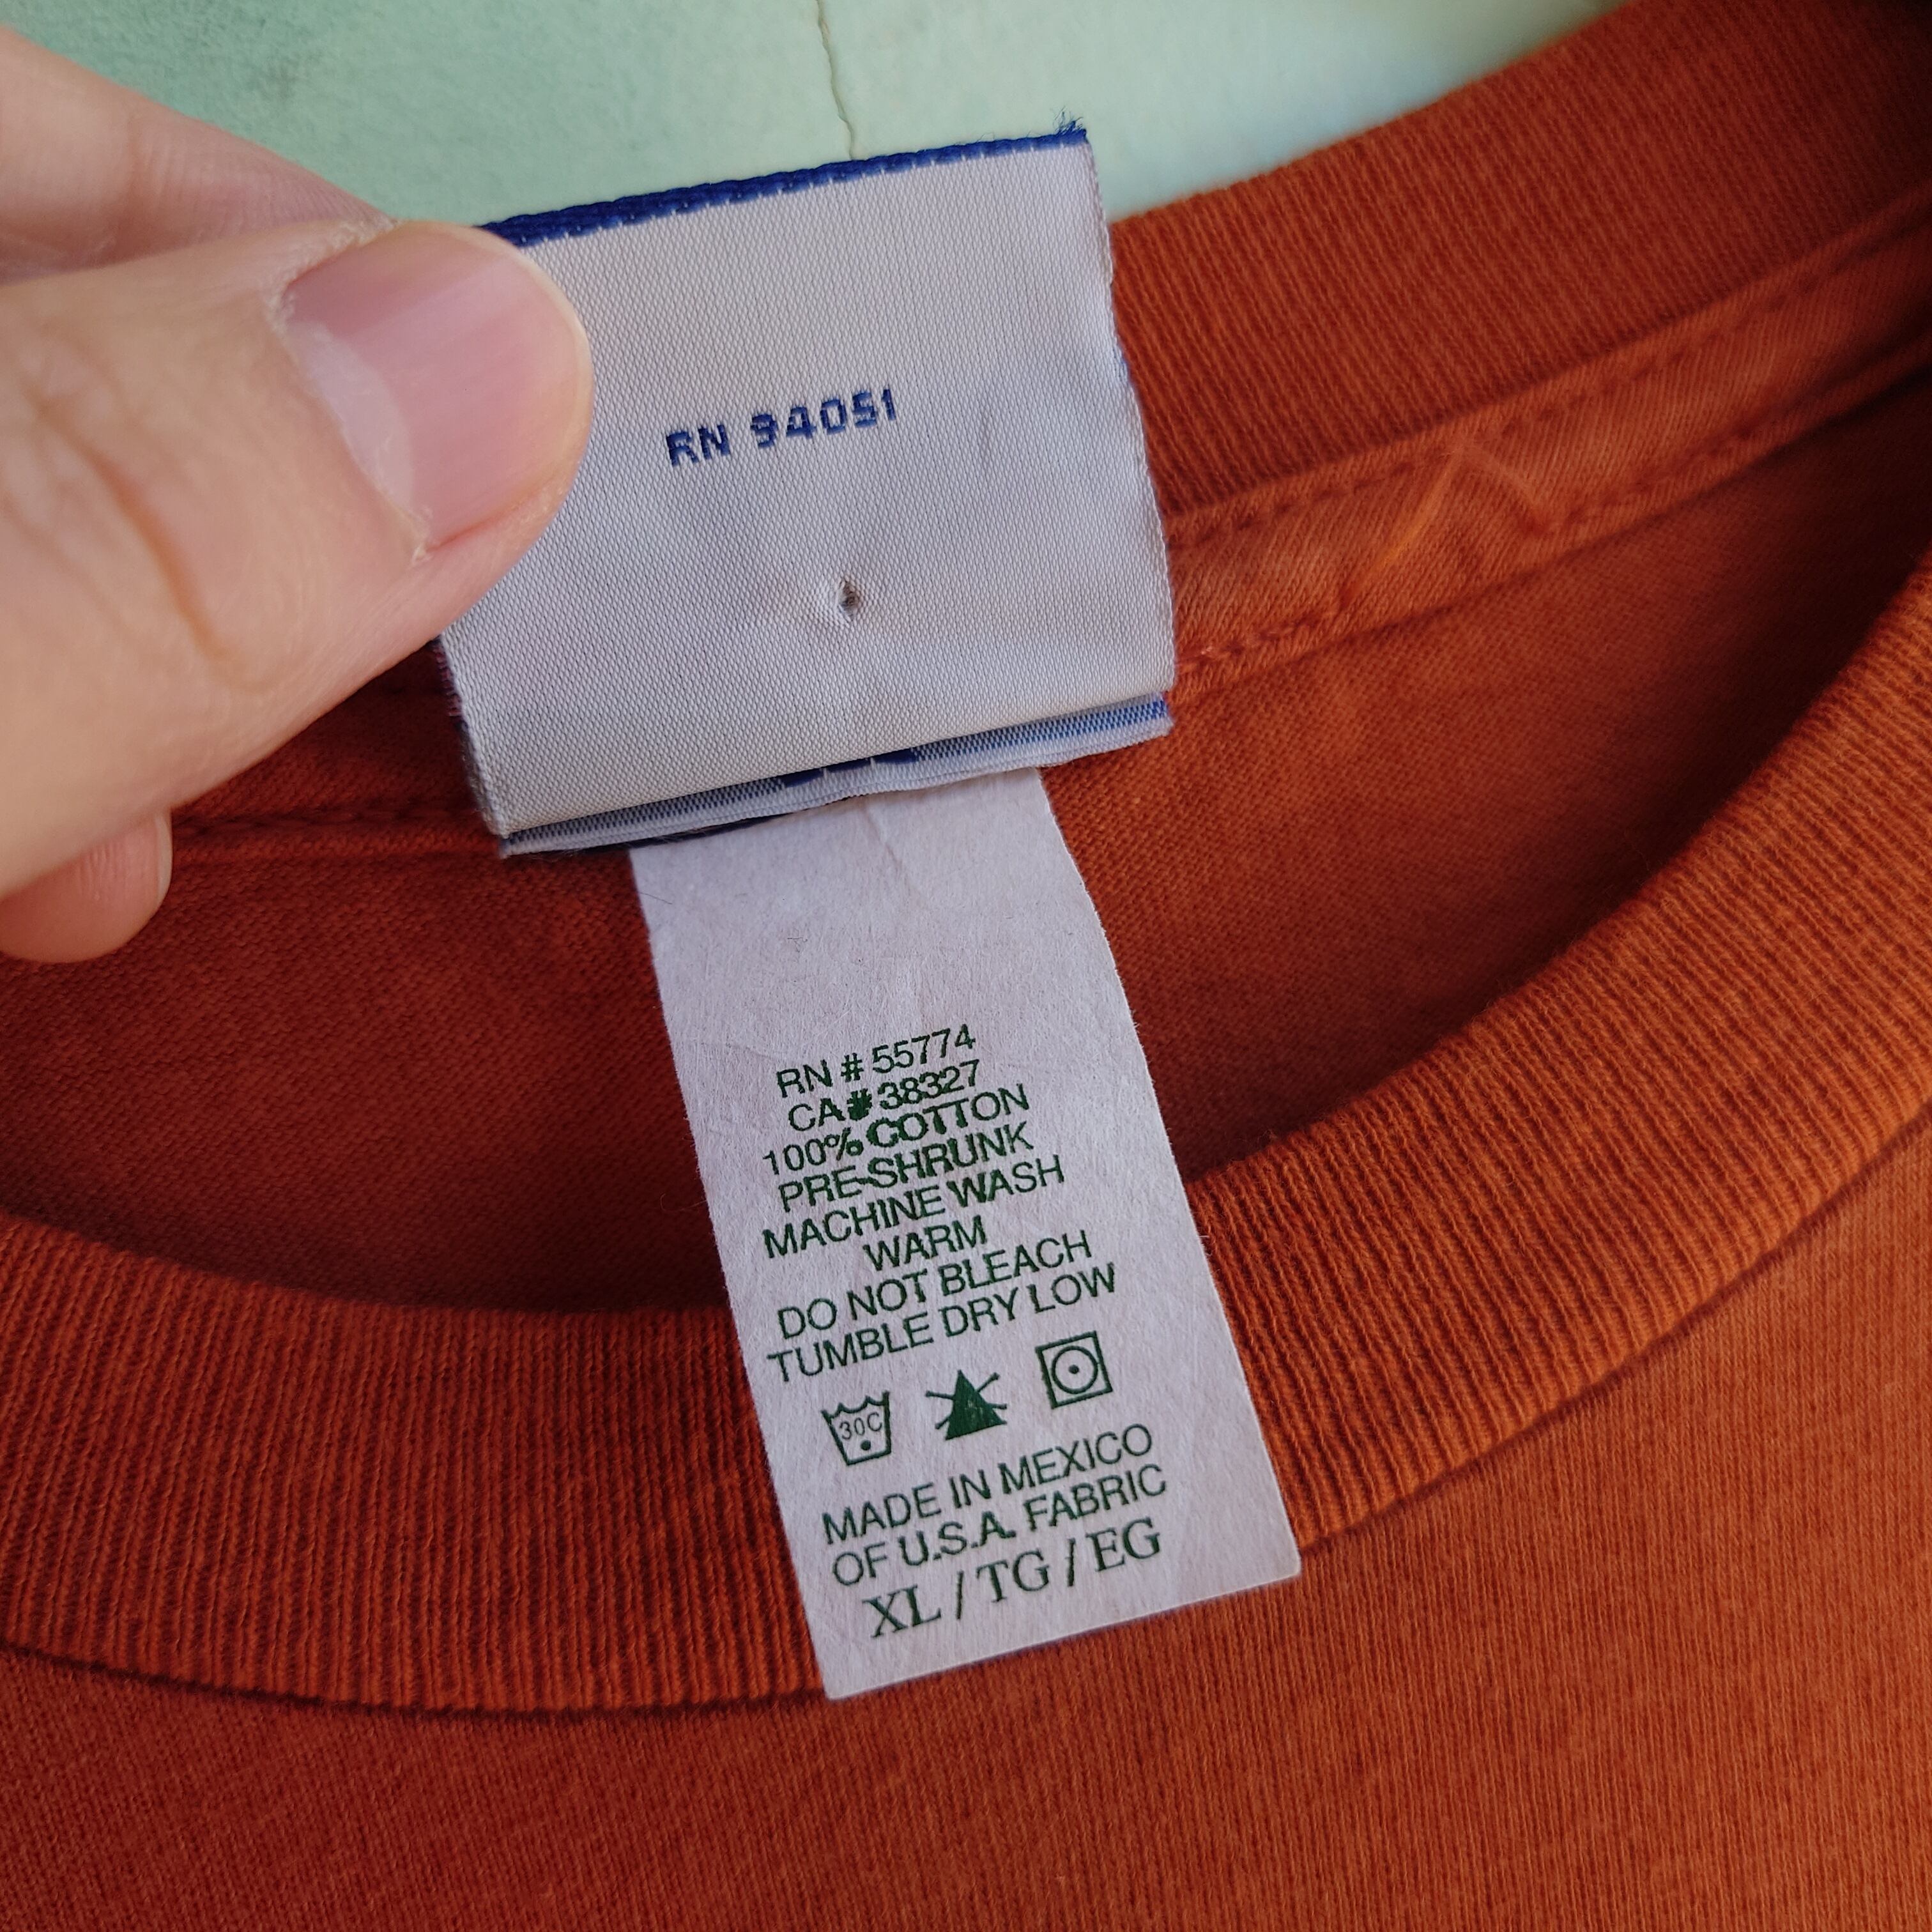 RN 94051
RN # 55774
CA# 38327
100% COTTON
PRE-SHRUNK
MACHINE WASH
WARM
DO NOT BLEACH
TUMBLE DRY LOW
30C
MADE IN MEXICO
OF U.S.A. FABRIC
XL / TG / EG